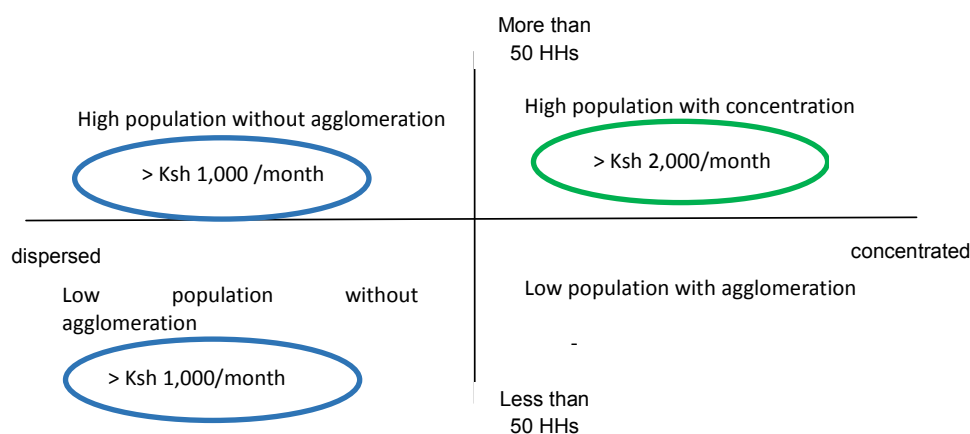 More than
50 HHs
High population without agglomeration
High population with concentration
> Ksh 1,000 /month
> Ksh 2,000/month
dispersed
concentrated
Low population without
agglomeration
Low population with agglomeration
-
> Ksh 1,000/month
Less than
50 HHs